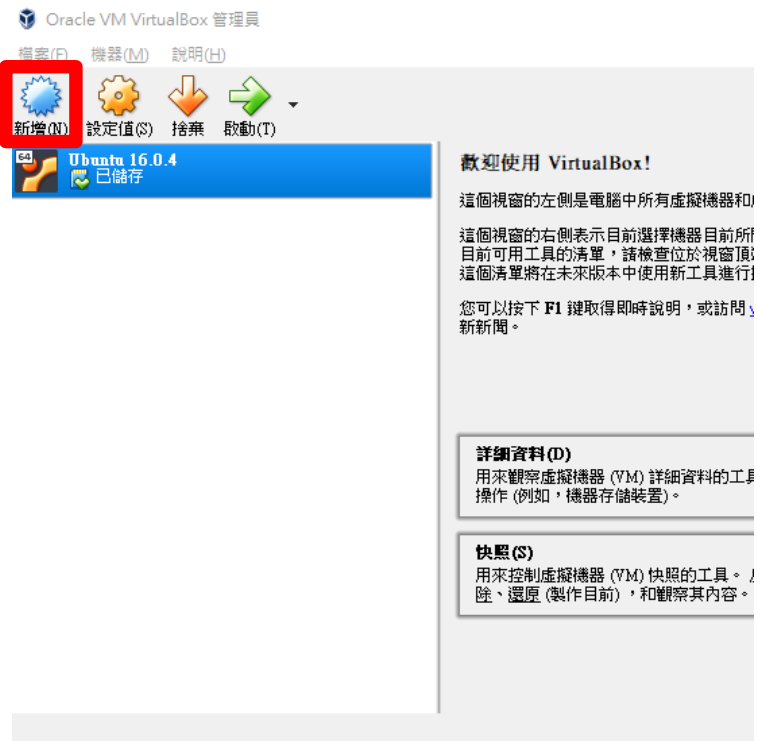 Oracle VM VirtualBox 管理員
檔案(F) 機器(M) 說明(H)
新增(N) 設定值(S) 捨棄 啟動(T)
64
Ubuntu 16.0.4
已儲存
歡迎使用 VirtualBox!
這個視窗的左側是電腦中所有虛擬機器和
這個視窗的右側表示目前選擇機器目前所
目前可用工具的清單,請檢查位於視窗頂
這個清單將在未來版本中使用新工具進行
您可以按下 F1 鍵取得即時說明,或訪問
新新聞。
詳細資料(D)
用來觀察虛擬機器 (VM) 詳細資料的工具
操作 (例如,機器存儲裝置)。
快照(S)
用來控制虛擬機器 (VM) 快照的工具。
除、還原 (製作目前) ,和觀察其內容。